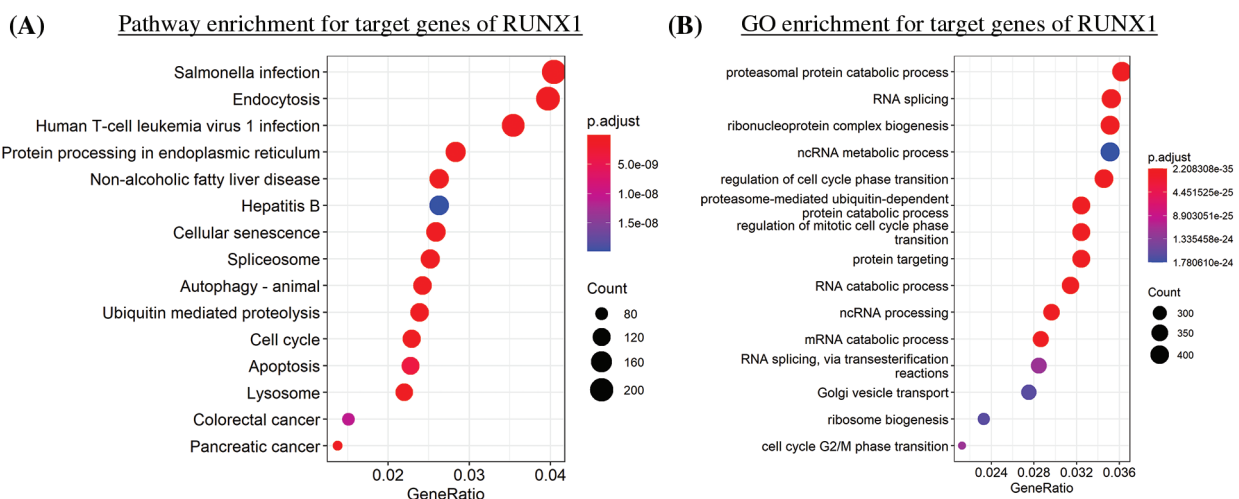 (A) Pathway enrichment for target genes of RUNX1
Salmonella infection
Endocytosis
Human T-cell leukemia virus 1 infection
Protein processing in endoplasmic reticulum
Non-alcoholic fatty liver disease
Hepatitis B
Cellular senescence
Spliceosome
Autophagy - animal
Ubiquitin mediated proteolysis
Cell cycle
Apoptosis
Lysosome
Colorectal cancer
Pancreatic cancer
0.02 0.03 0.04
GeneRatio
p.adjust
5.0e-09
1.0e-08
1.5e-08
Count
80
120
160
200
(B) GO enrichment for target genes of RUNX1
proteasomal protein catabolic process
RNA splicing
ribonucleoprotein complex biogenesis
ncRNA metabolic process
regulation of cell cycle phase transition
proteasome-mediated ubiquitin-dependent
protein catabolic process
regulation of mitotic cell cycle phase
transition
protein targeting
RNA catabolic process
ncRNA processing
mRNA catabolic process
RNA splicing, via transesterification
reactions
Golgi vesicle transport
ribosome biogenesis
cell cycle G2/M phase transition
0.024 0.028 0.032 0.036
GeneRatio
p.adjust
2.208308e-35
4.451525e-25
8.903051e-25
1.335458e-24
1.780610e-24
Count
300
350
400